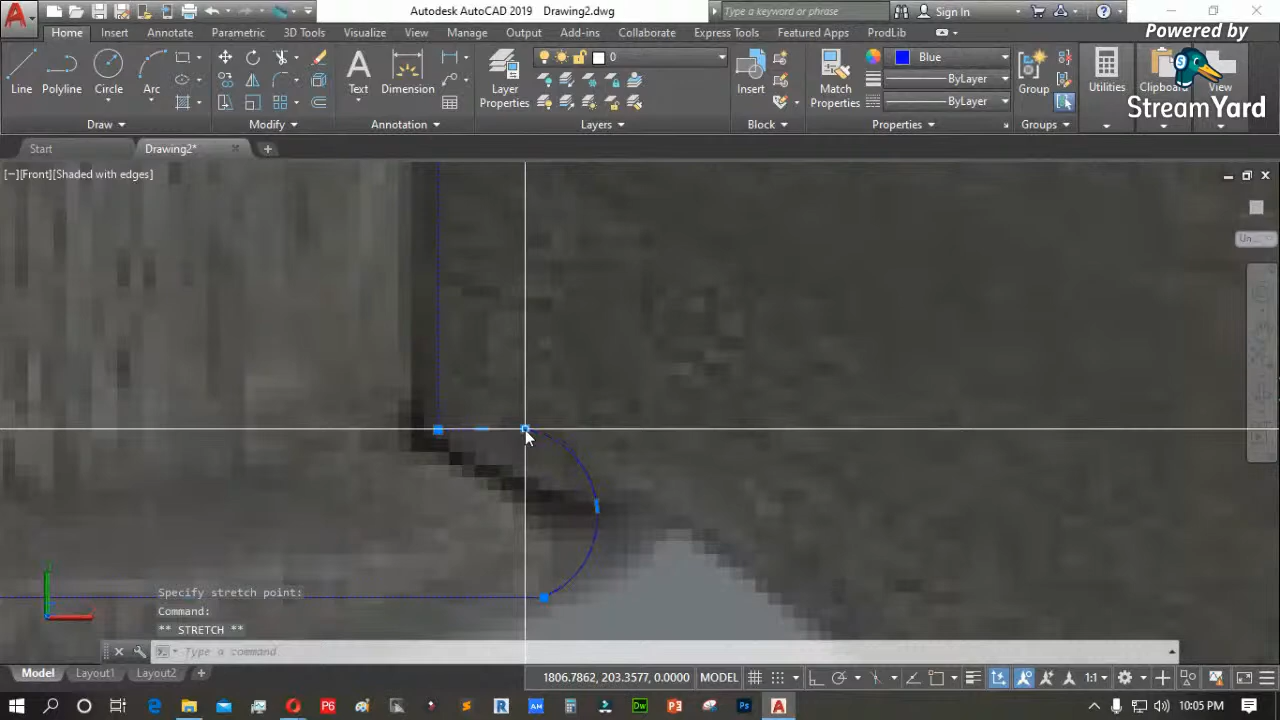 Autodesk AutoCAD 2019 Drawing2.dwg
Type a keyword or phrase
Sign In
Home Insert Annotate Parametric 3D Tools Visualize View Manage Output Add-ins Collaborate Express Tools Featured Apps ProdLib
Powered by
StreamYard
0
Blue
ByLayer
ByLayer
Line Polyline Circle Arc Text Dimension Layer Properties Insert Match Properties Group Utilities Clipboard View
Draw Modify Annotation Layers Block Properties Groups
Start Drawing2*
[−][Front][Shaded with edges]
Un...
Specify stretch point:
Command:
** STRETCH **
Type a command
Model Layout1 Layout2
1806.7862, 203.3577, 0.0000 MODEL 1:1
10:05 PM